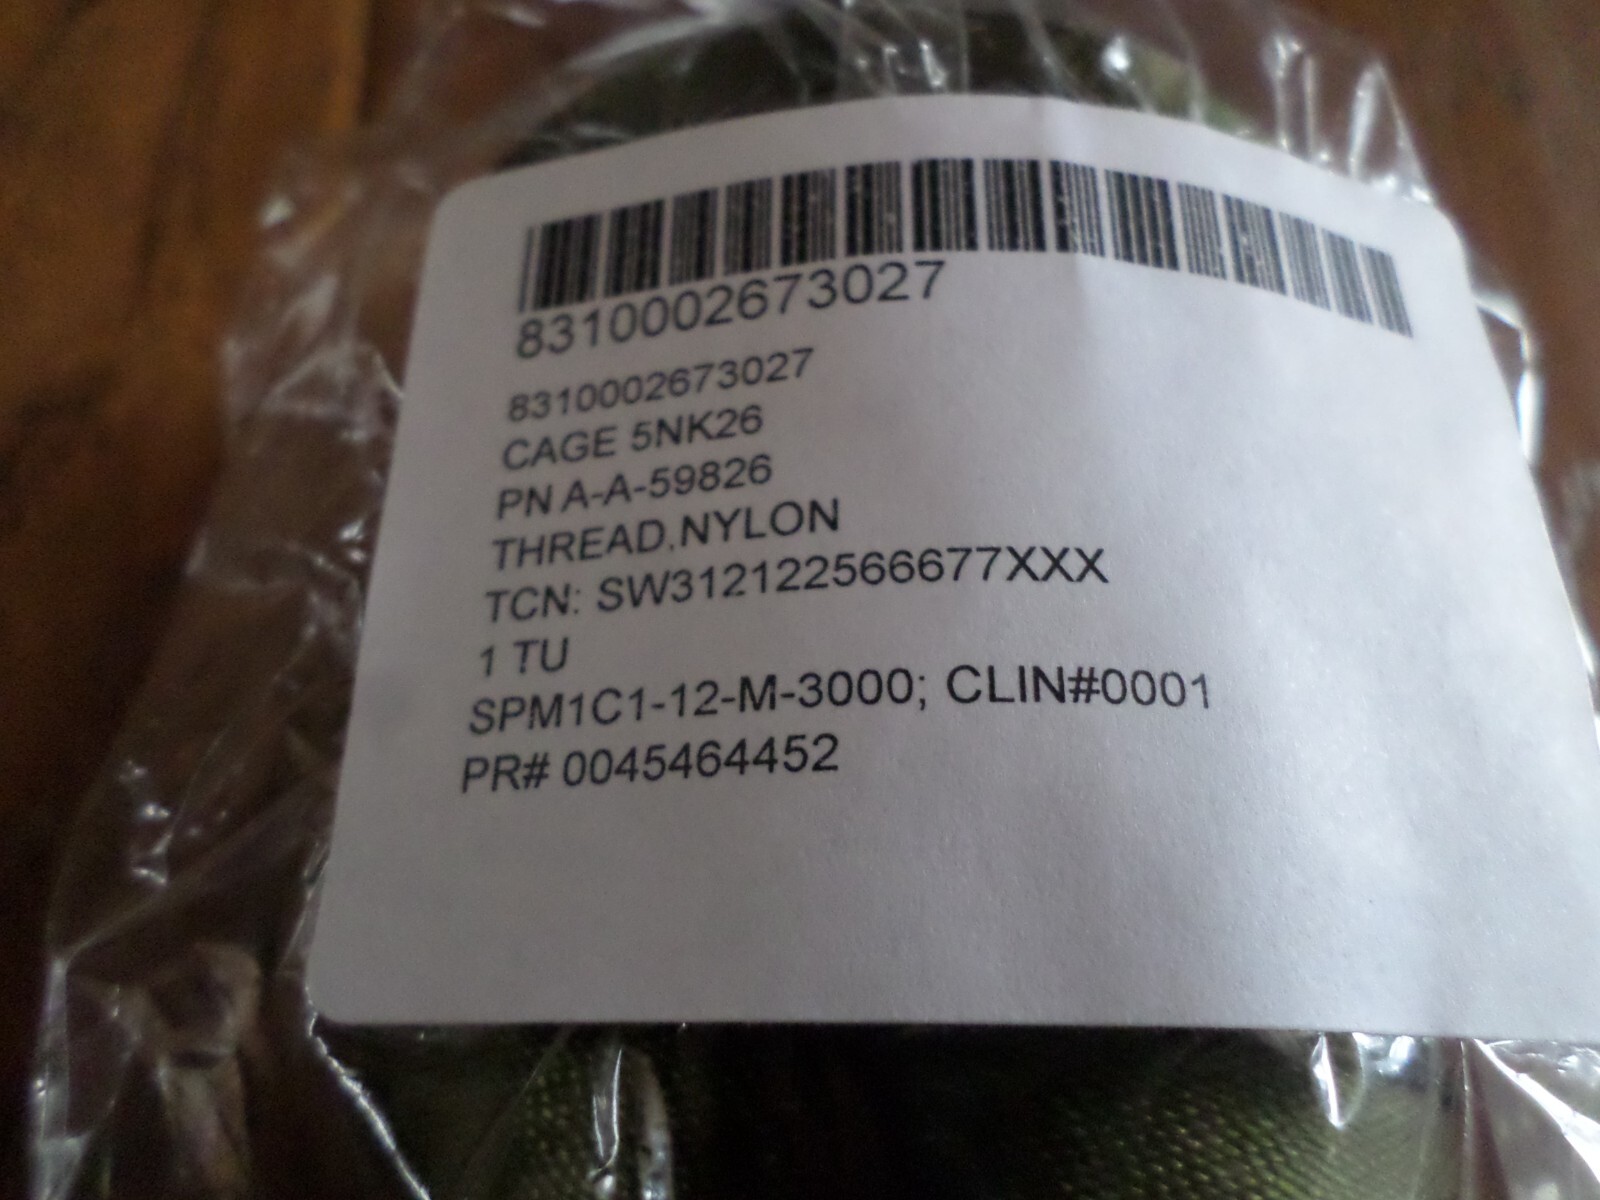 8310002673027
8310002673027
CAGE 5NK26
PN A-A-59826
THREAD,NYLON
TCN: SW312122566677XXX
1 TU
SPM1C1-12-M-3000; CLIN#0001
PR# 0045464452